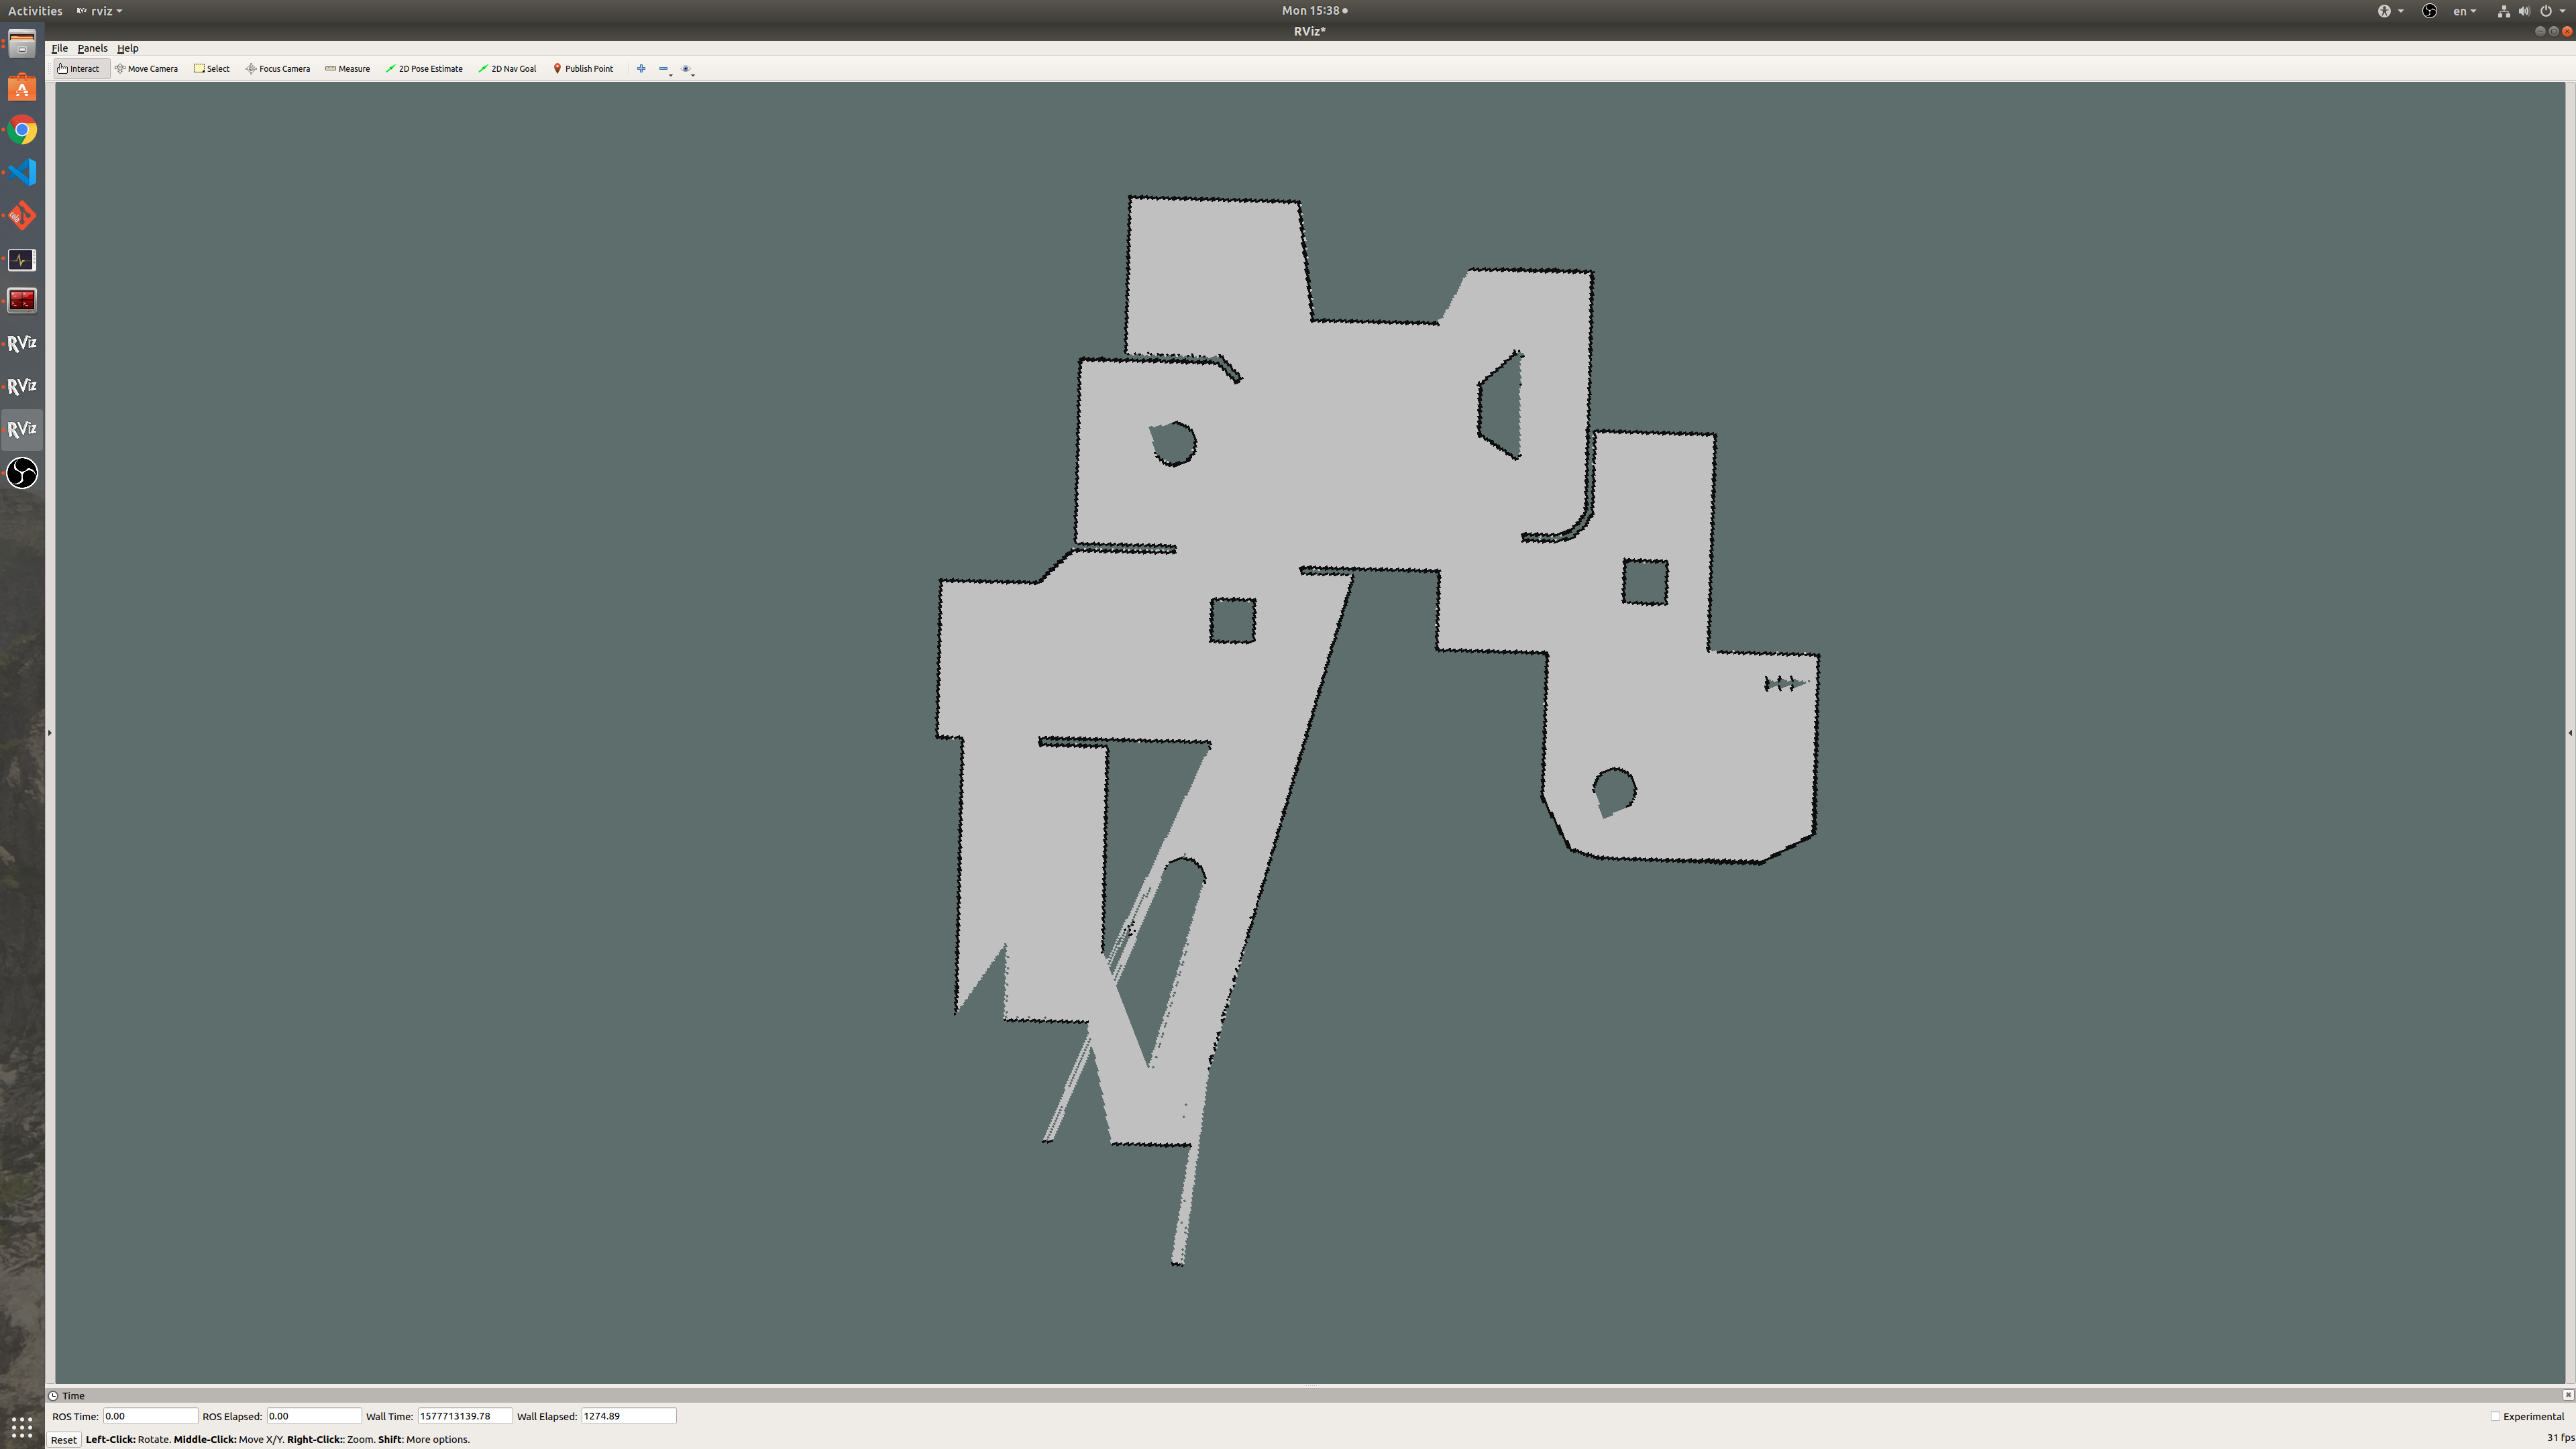 Activities rviz Mon 15:38 en
RViz*
File Panels Help
Interact Move Camera Select Focus Camera Measure 2D Pose Estimate 2D Nav Goal Publish Point
RViz
RViz
RViz
Time
ROS Time: 0.00 ROS Elapsed: 0.00 Wall Time: 1577713139.78 Wall Elapsed: 1274.89 Experimental
Reset Left-Click: Rotate. Middle-Click: Move X/Y. Right-Click:: Zoom. Shift: More options. 31 fps